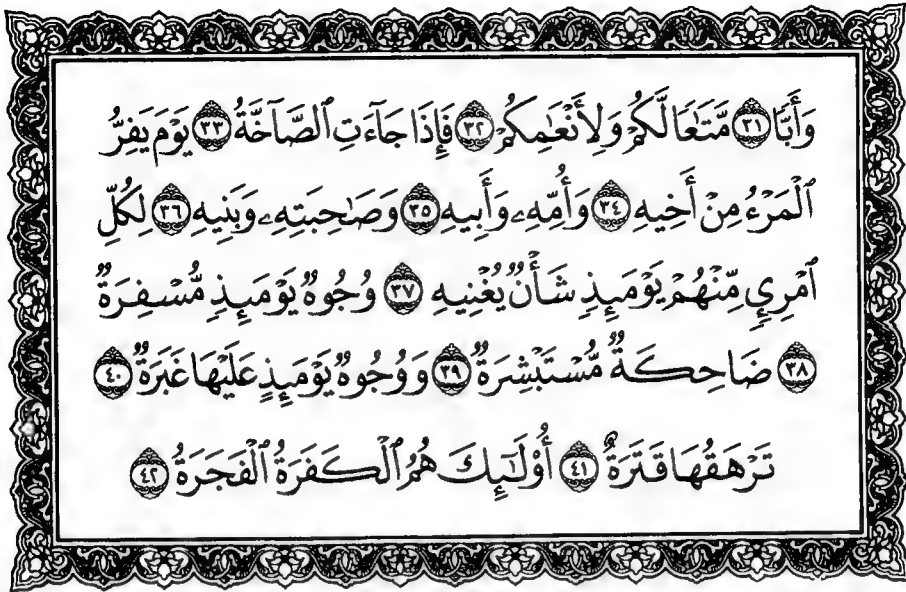 وَأَبًّا ٣١ مَّتَٰعًا لَّكُمْ وَلِأَنْعَٰمِكُمْ ٣٢ فَإِذَا جَآءَتِ ٱلصَّآخَّةُ ٣٣ يَوْمَ يَفِرُّ
ٱلْمَرْءُ مِنْ أَخِيهِ ٣٤ وَأُمِّهِۦ وَأَبِيهِ ٣٥ وَصَٰحِبَتِهِۦ وَبَنِيهِ ٣٦ لِكُلِّ
ٱمْرِئٍ مِّنْهُمْ يَوْمَئِذٍ شَأْنٌ يُغْنِيهِ ٣٧ وُجُوهٌ يَوْمَئِذٍ مُّسْفِرَةٌ
٣٨ ضَاحِكَةٌ مُّسْتَبْشِرَةٌ ٣٩ وَوُجُوهٌ يَوْمَئِذٍ عَلَيْهَا غَبَرَةٌ ٤٠
تَرْهَقُهَا قَتَرَةٌ ٤١ أُو۟لَٰٓئِكَ هُمُ ٱلْكَفَرَةُ ٱلْفَجَرَةُ ٤٢